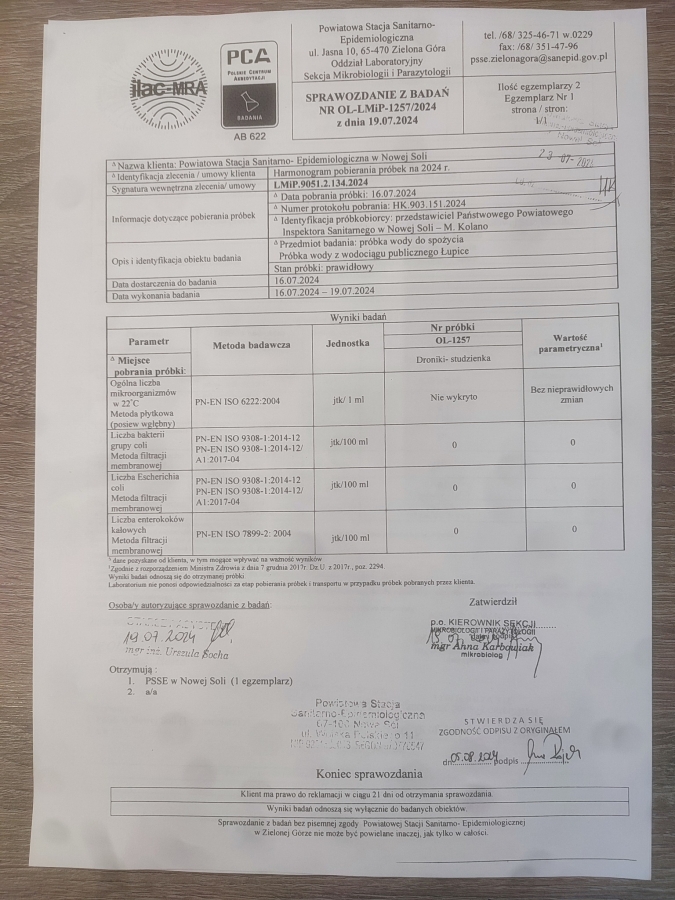 ilac-MRA
PCA
POLSKIE CENTRUM
AKREDYTACJI
BADANIA
AB 622
Powiatowa Stacja Sanitarno-
Epidemiologiczna
ul. Jasna 10, 65-470 Zielona Góra
Oddział Laboratoryjny
Sekcja Mikrobiologii i Parazytologii
tel. /68/ 325-46-71 w.0229
fax: /68/ 351-47-96
psse.zielonagora@sanepid.gov.pl
SPRAWOZDANIE Z BADAŃ
NR OL-LMiP-1257/2024
z dnia 19.07.2024
Ilość egzemplarzy 2
Egzemplarz Nr 1
strona / stron:
1/1
23-07-2024
Δ Nazwa klienta: Powiatowa Stacja Sanitarno- Epidemiologiczna w Nowej Soli
Δ Identyfikacja zlecenia / umowy klienta Harmonogram pobierania próbek na 2024 r.
Sygnatura wewnętrzna zlecenia/ umowy LMiP.9051.2.134.2024
Informacje dotyczące pobierania próbek
Δ Data pobrania próbki: 16.07.2024
Δ Numer protokołu pobrania: HK.903.151.2024
Δ Identyfikacja próbkobiorcy: przedstawiciel Państwowego Powiatowego
Inspektora Sanitarnego w Nowej Soli – M. Kolano
Opis i identyfikacja obiektu badania
Δ Przedmiot badania: próbka wody do spożycia
Próbka wody z wodociągu publicznego Łupice
Stan próbki: prawidłowy
Data dostarczenia do badania 16.07.2024
Data wykonania badania 16.07.2024 – 19.07.2024
Wyniki badań
Parametr
Metoda badawcza
Jednostka
Nr próbki
OL-1257
Wartość
parametryczna¹
Δ Miejsce
pobrania próbki:
Droniki- studzienka
Ogólna liczba
mikroorganizmów
w 22˚C
Metoda płytkowa
(posiew wgłębny)
PN-EN ISO 6222:2004
jtk/ 1 ml
Nie wykryto
Bez nieprawidłowych
zmian
Liczba bakterii
grupy coli
Metoda filtracji
membranowej
PN-EN ISO 9308-1:2014-12
PN-EN ISO 9308-1:2014-12/
A1:2017-04
jtk/100 ml
0
0
Liczba Escherichia
coli
Metoda filtracji
membranowej
PN-EN ISO 9308-1:2014-12
PN-EN ISO 9308-1:2014-12/
A1:2017-04
jtk/100 ml
0
0
Liczba enterokoków
kałowych
Metoda filtracji
membranowej
PN-EN ISO 7899-2: 2004
jtk/100 ml
0
0
Δ dane pozyskane od klienta, w tym mogące wpływać na ważność wyników
¹Zgodnie z rozporządzeniem Ministra Zdrowia z dnia 7 grudnia 2017r. Dz.U. z 2017r., poz. 2294.
Wyniki badań odnoszą się do otrzymanej próbki
Laboratorium nie ponosi odpowiedzialności za etap pobierania próbek i transportu w przypadku próbek pobranych przez klienta.
Osoba/y autoryzujące sprawozdanie z badań:
19.07.2024
mgr inż. Urszula Socha
Zatwierdził
p.o. KIEROWNIK SEKCJI
MIKROBIOLOGII I PARAZYTOLOGII
mgr Anna Karbowiak
mikrobiolog
Otrzymują :
1. PSSE w Nowej Soli (1 egzemplarz)
2. a/a
Powiatowa Stacja
Sanitarno-Epidemiologiczna
67-100 Nowa Sól
STWIERDZA SIĘ
ZGODNOŚĆ ODPISU Z ORYGINAŁEM
dn. 05.08.2024 podpis
Koniec sprawozdania
Klient ma prawo do reklamacji w ciągu 21 dni od otrzymania sprawozdania.
Wyniki badań odnoszą się wyłącznie do badanych obiektów.
Sprawozdanie z badań bez pisemnej zgody Powiatowej Stacji Sanitarno- Epidemiologicznej
w Zielonej Górze nie może być powielane inaczej, jak tylko w całości.